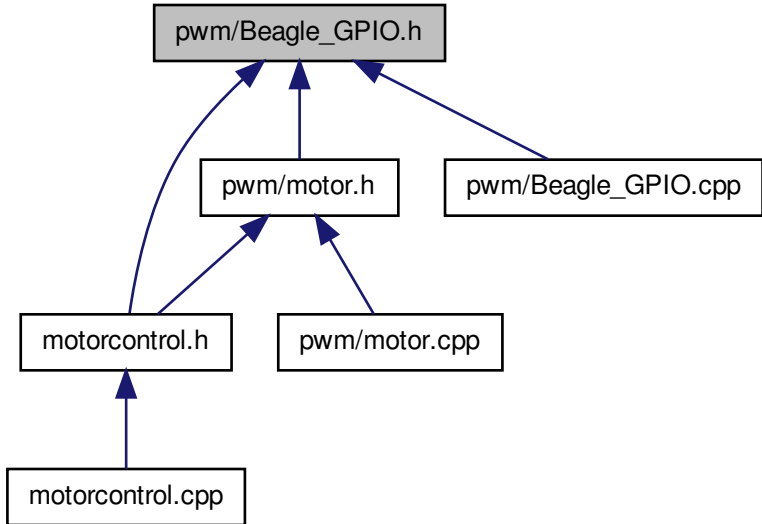 pwm/Beagle_GPIO.h
pwm/motor.h
pwm/Beagle_GPIO.cpp
motorcontrol.h
pwm/motor.cpp
motorcontrol.cpp